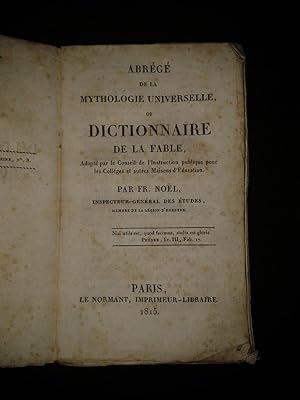 ABRÉGÉ
DE LA
MYTHOLOGIE UNIVERSELLE,
OU
DICTIONNAIRE
DE LA FABLE,
Adopté par le Conseil de l'Instruction publique pour
les Colléges et autres Maisons d'Éducation.
PAR FR. NOËL,
INSPECTEUR-GÉNÉRAL DES ÉTUDES,
MEMBRE DE LA LÉGION D'HONNEUR.
Nisi utile est, quod facimus, stulta est gloria.
PHÈDRE, liv. III, Fab. 17.
PARIS,
LE NORMANT, IMPRIMEUR-LIBRAIRE.
1815.